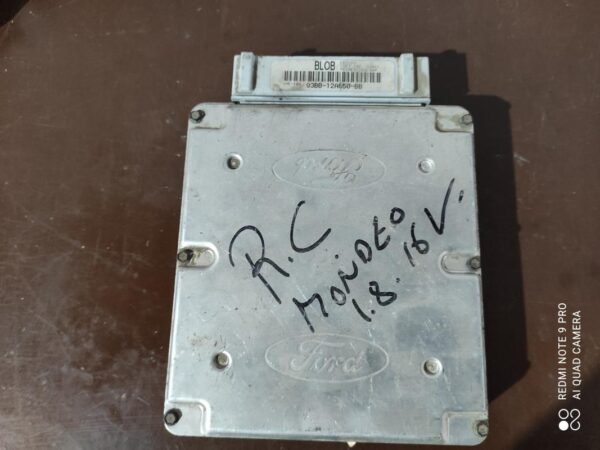 BLOB
93BB-12A650-BB
Ford
R.C
MONDEO
1.8. 16V.
Ford
REDMI NOTE 9 PRO
AI QUAD CAMERA